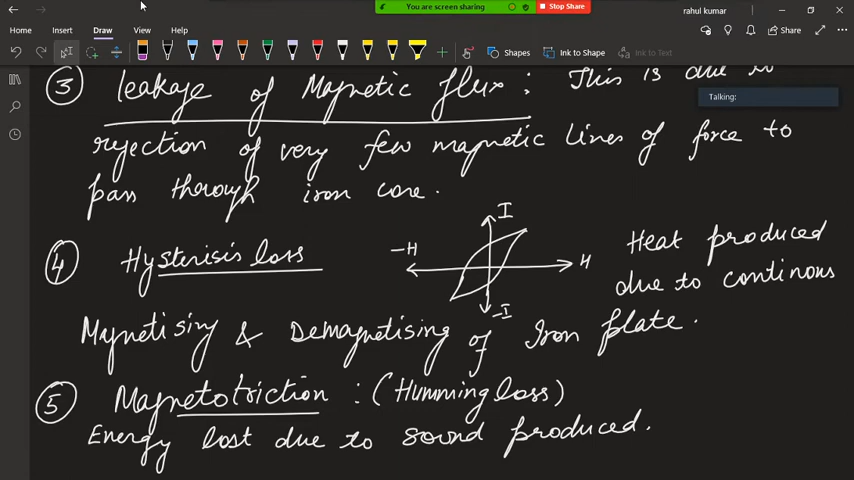 You are screen sharing
Stop Share
rahul kumar
Home Insert Draw View Help
Share
Shapes Ink to Shape Ink to Text
Talking:
③ leakage of Magnetic flux : This is due to
rejection of very few magnetic lines of force to
pass through iron core.
④ Hysterisis loss
I
-H
H
-I
Heat produced
due to continous
Magnetising & Demagnetising of Iron plate.
⑤ Magnetotriction : (Humming loss)
Energy lost due to sound produced.